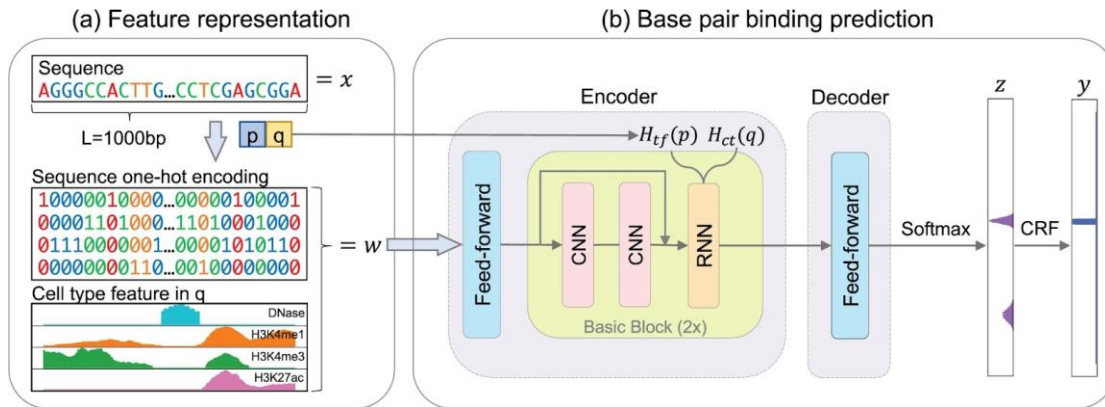 (a) Feature representation
Sequence
AGGGCCACTTG...CCTCGAGCGGA
= x
L=1000bp
p q
Sequence one-hot encoding
10000010000...00000100001
00001101000...11010001000
01110000001...00001010110
00000000110...00100000000
= w
Cell type feature in q
DNase
H3K4me1
H3K4me3
H3K27ac
(b) Base pair binding prediction
Encoder
H_tf(p) H_ct(q)
Feed-forward
CNN
CNN
RNN
Basic Block (2x)
Decoder
Feed-forward
Softmax
z
CRF
y